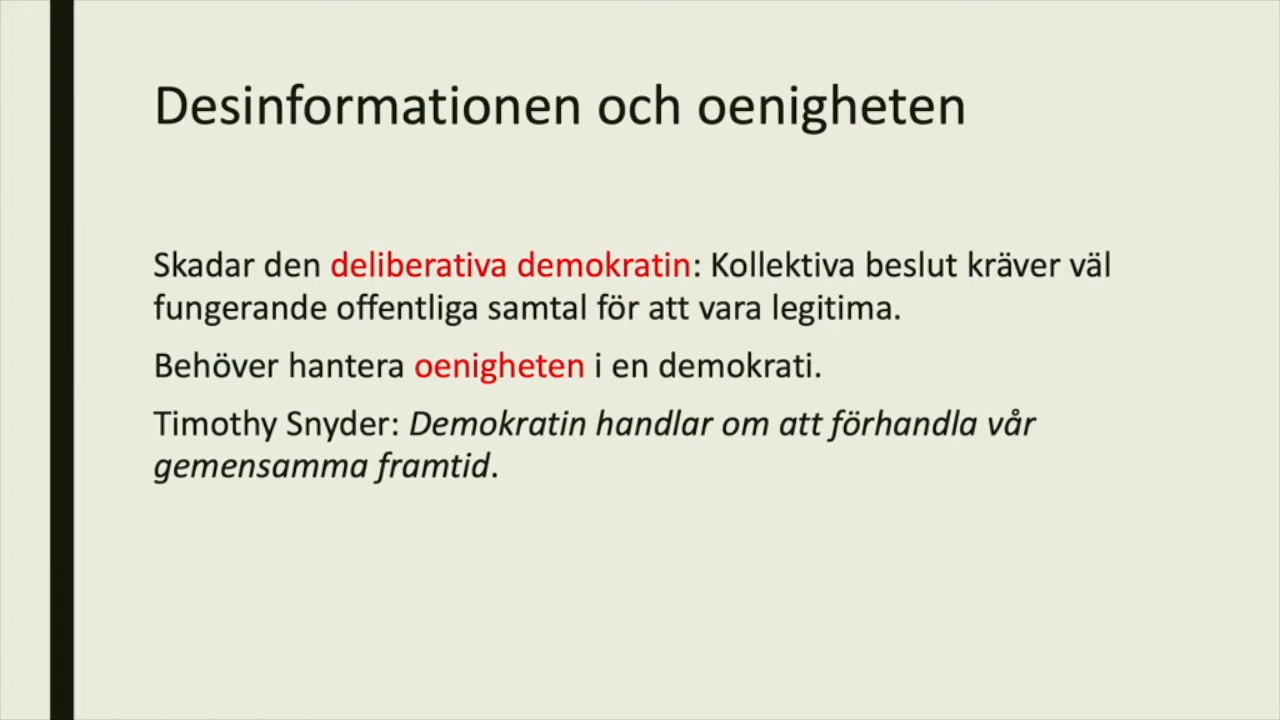 Desinformationen och oenigheten
Skadar den deliberativa demokratin: Kollektiva beslut kräver väl
fungerande offentliga samtal för att vara legitima.
Behöver hantera oenigheten i en demokrati.
Timothy Snyder: Demokratin handlar om att förhandla vår
gemensamma framtid.